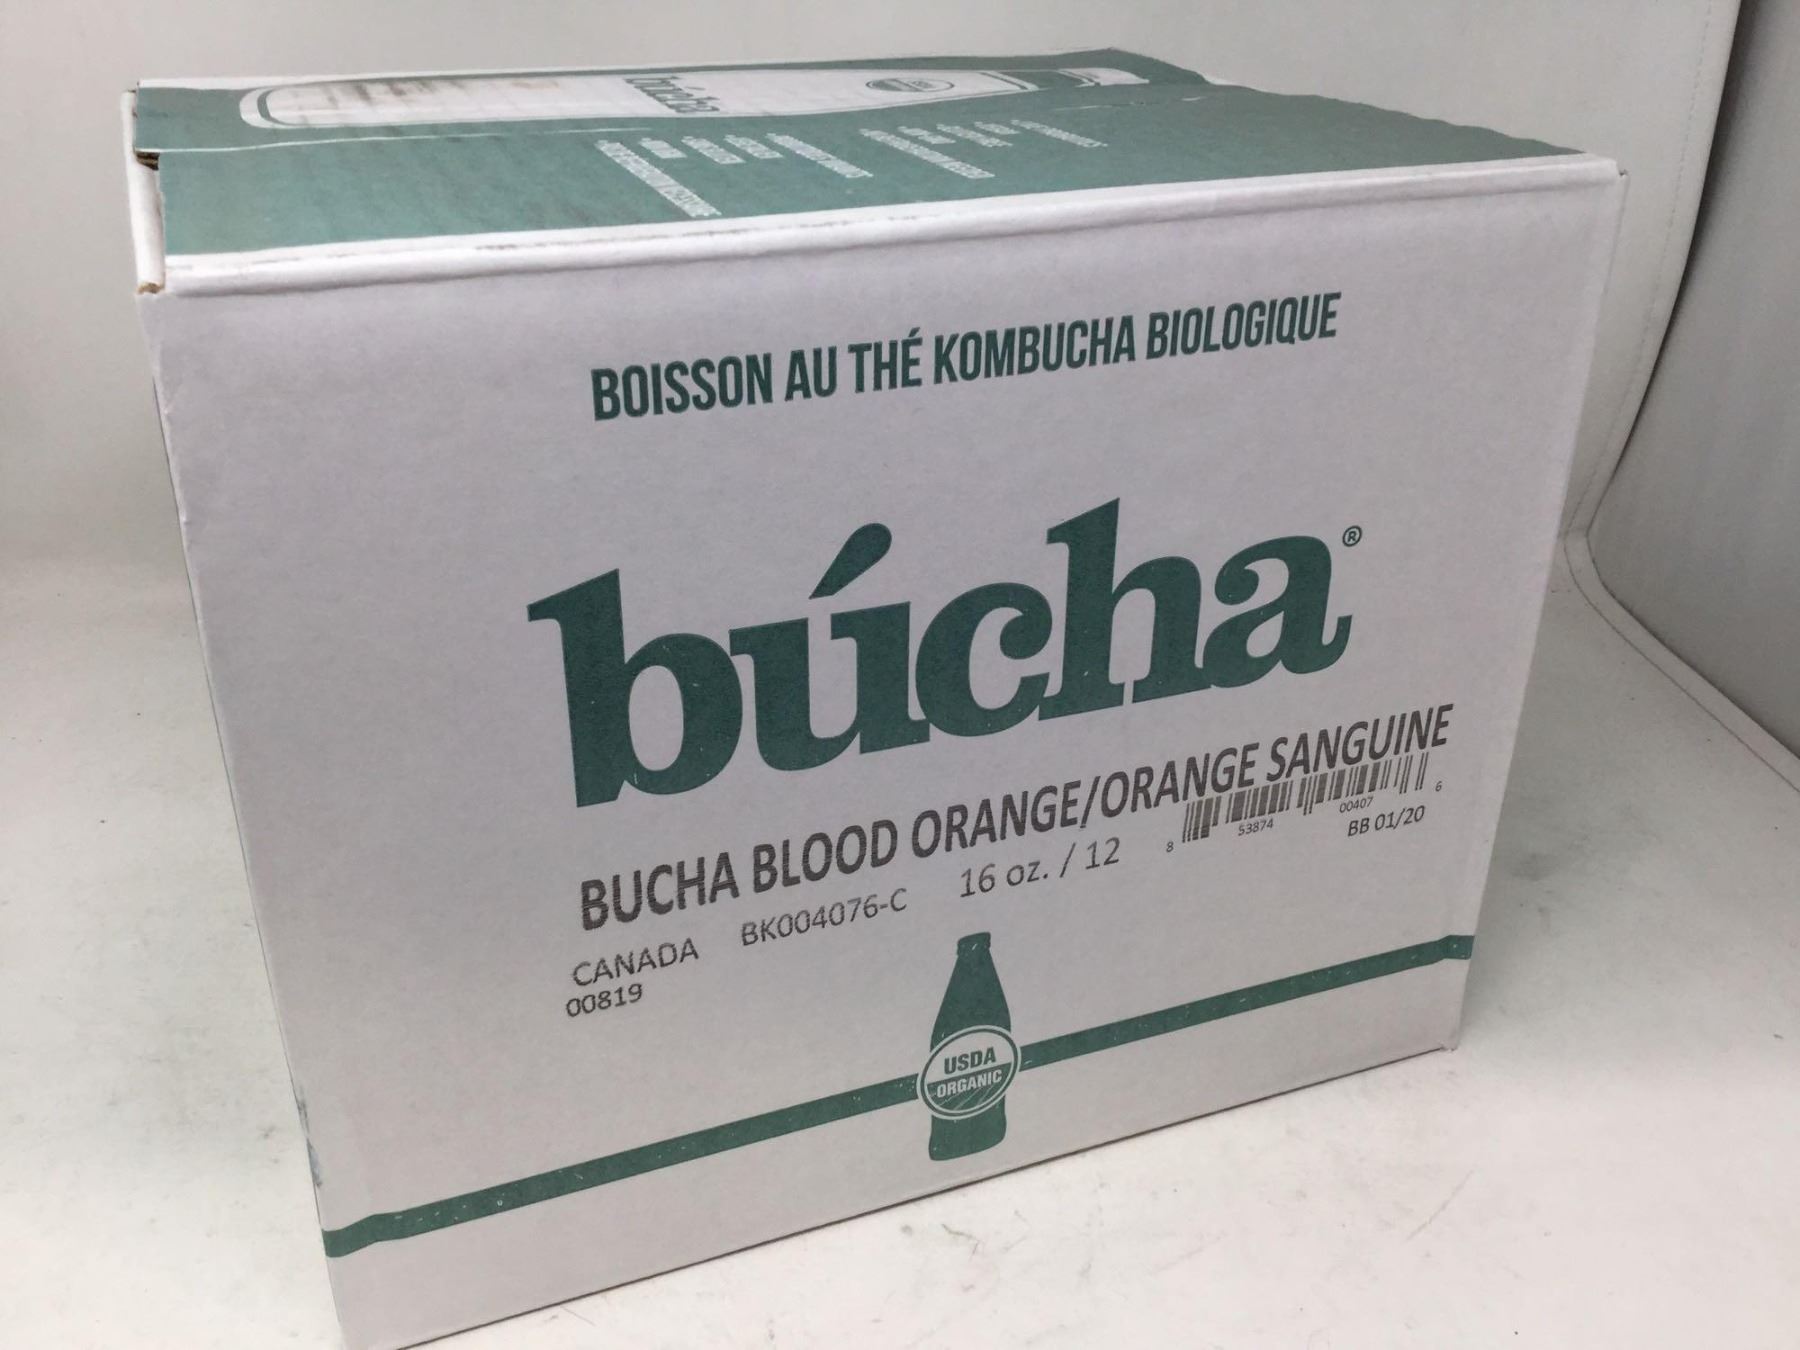 búcha
BOISSON AU THÉ KOMBUCHA BIOLOGIQUE
búcha®
BUCHA BLOOD ORANGE/ORANGE SANGUINE
CANADA BK004076-C 16 oz. / 12
8 53874 00407 6
00819
BB 01/20
USDA
ORGANIC